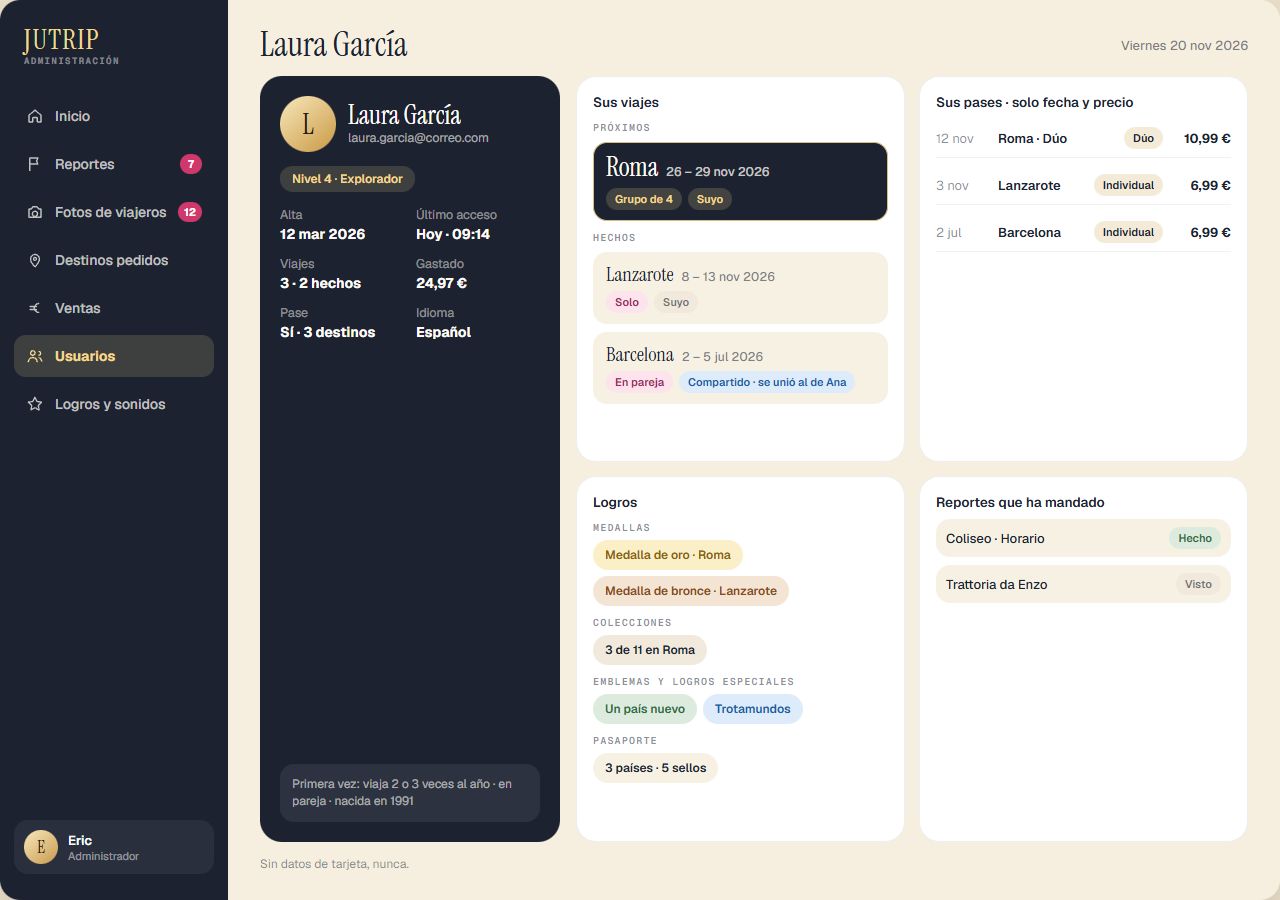 JUTRIP
ADMINISTRACIÓN
Inicio
Reportes 7
Fotos de viajeros 12
Destinos pedidos
Ventas
Usuarios
Logros y sonidos
E
Eric
Administrador
Laura García
Viernes 20 nov 2026
L
Laura García
laura.garcia@correo.com
Nivel 4 · Explorador
Alta Último acceso
12 mar 2026 Hoy · 09:14
Viajes Gastado
3 · 2 hechos 24,97 €
Pase Idioma
Sí · 3 destinos Español
Primera vez: viaja 2 o 3 veces al año · en
pareja · nacida en 1991
Sus viajes
PRÓXIMOS
Roma 26 – 29 nov 2026
Grupo de 4 Suyo
HECHOS
Lanzarote 8 – 13 nov 2026
Solo Suyo
Barcelona 2 – 5 jul 2026
En pareja Compartido · se unió al de Ana
Sus pases · solo fecha y precio
12 nov Roma · Dúo Dúo 10,99 €
3 nov Lanzarote Individual 6,99 €
2 jul Barcelona Individual 6,99 €
Logros
MEDALLAS
Medalla de oro · Roma
Medalla de bronce · Lanzarote
COLECCIONES
3 de 11 en Roma
EMBLEMAS Y LOGROS ESPECIALES
Un país nuevo Trotamundos
PASAPORTE
3 países · 5 sellos
Reportes que ha mandado
Coliseo · Horario Hecho
Trattoria da Enzo Visto
Sin datos de tarjeta, nunca.